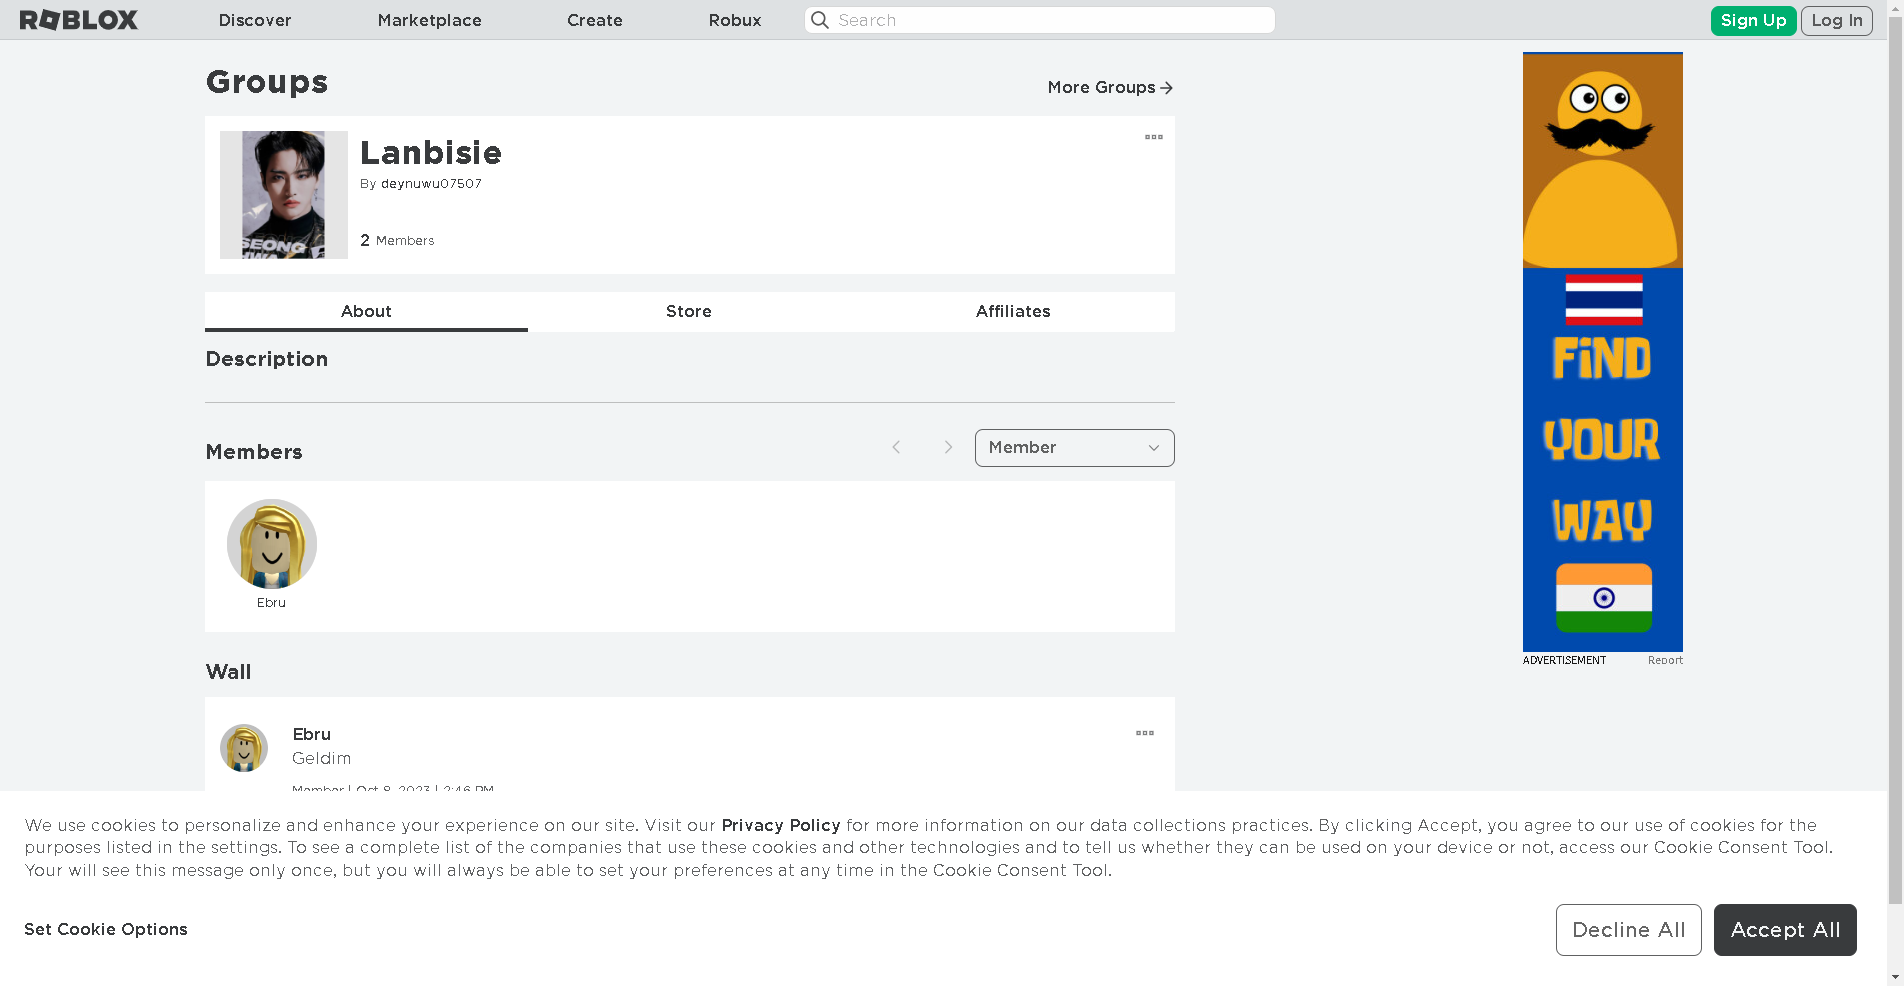 ROBLOX
Discover
Marketplace
Create
Robux
Search
Sign Up
Log In
Groups
More Groups
Lanbisie
By deynuwu07507
2 Members
SEONG
About
Store
Affiliates
Description
Members
Member
Ebru
Wall
Ebru
Geldim
Member | Oct 8, 2023 | 2:46 PM
FiND
YOUR
WAY
ADVERTISEMENT
Report
We use cookies to personalize and enhance your experience on our site. Visit our Privacy Policy for more information on our data collections practices. By clicking Accept, you agree to our use of cookies for the
purposes listed in the settings. To see a complete list of the companies that use these cookies and other technologies and to tell us whether they can be used on your device or not, access our Cookie Consent Tool.
Your will see this message only once, but you will always be able to set your preferences at any time in the Cookie Consent Tool.
Set Cookie Options
Decline All
Accept All